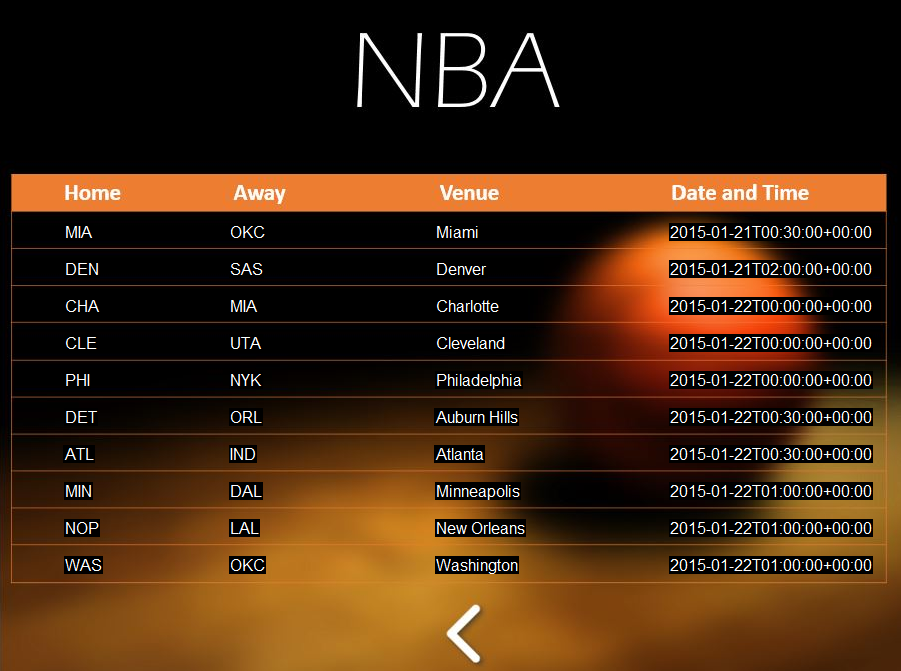 NBA
Home Away Venue Date and Time
MIA OKC Miami 2015-01-21T00:30:00+00:00
DEN SAS Denver 2015-01-21T02:00:00+00:00
CHA MIA Charlotte 2015-01-22T00:00:00+00:00
CLE UTA Cleveland 2015-01-22T00:00:00+00:00
PHI NYK Philadelphia 2015-01-22T00:00:00+00:00
DET ORL Auburn Hills 2015-01-22T00:30:00+00:00
ATL IND Atlanta 2015-01-22T00:30:00+00:00
MIN DAL Minneapolis 2015-01-22T01:00:00+00:00
NOP LAL New Orleans 2015-01-22T01:00:00+00:00
WAS OKC Washington 2015-01-22T01:00:00+00:00